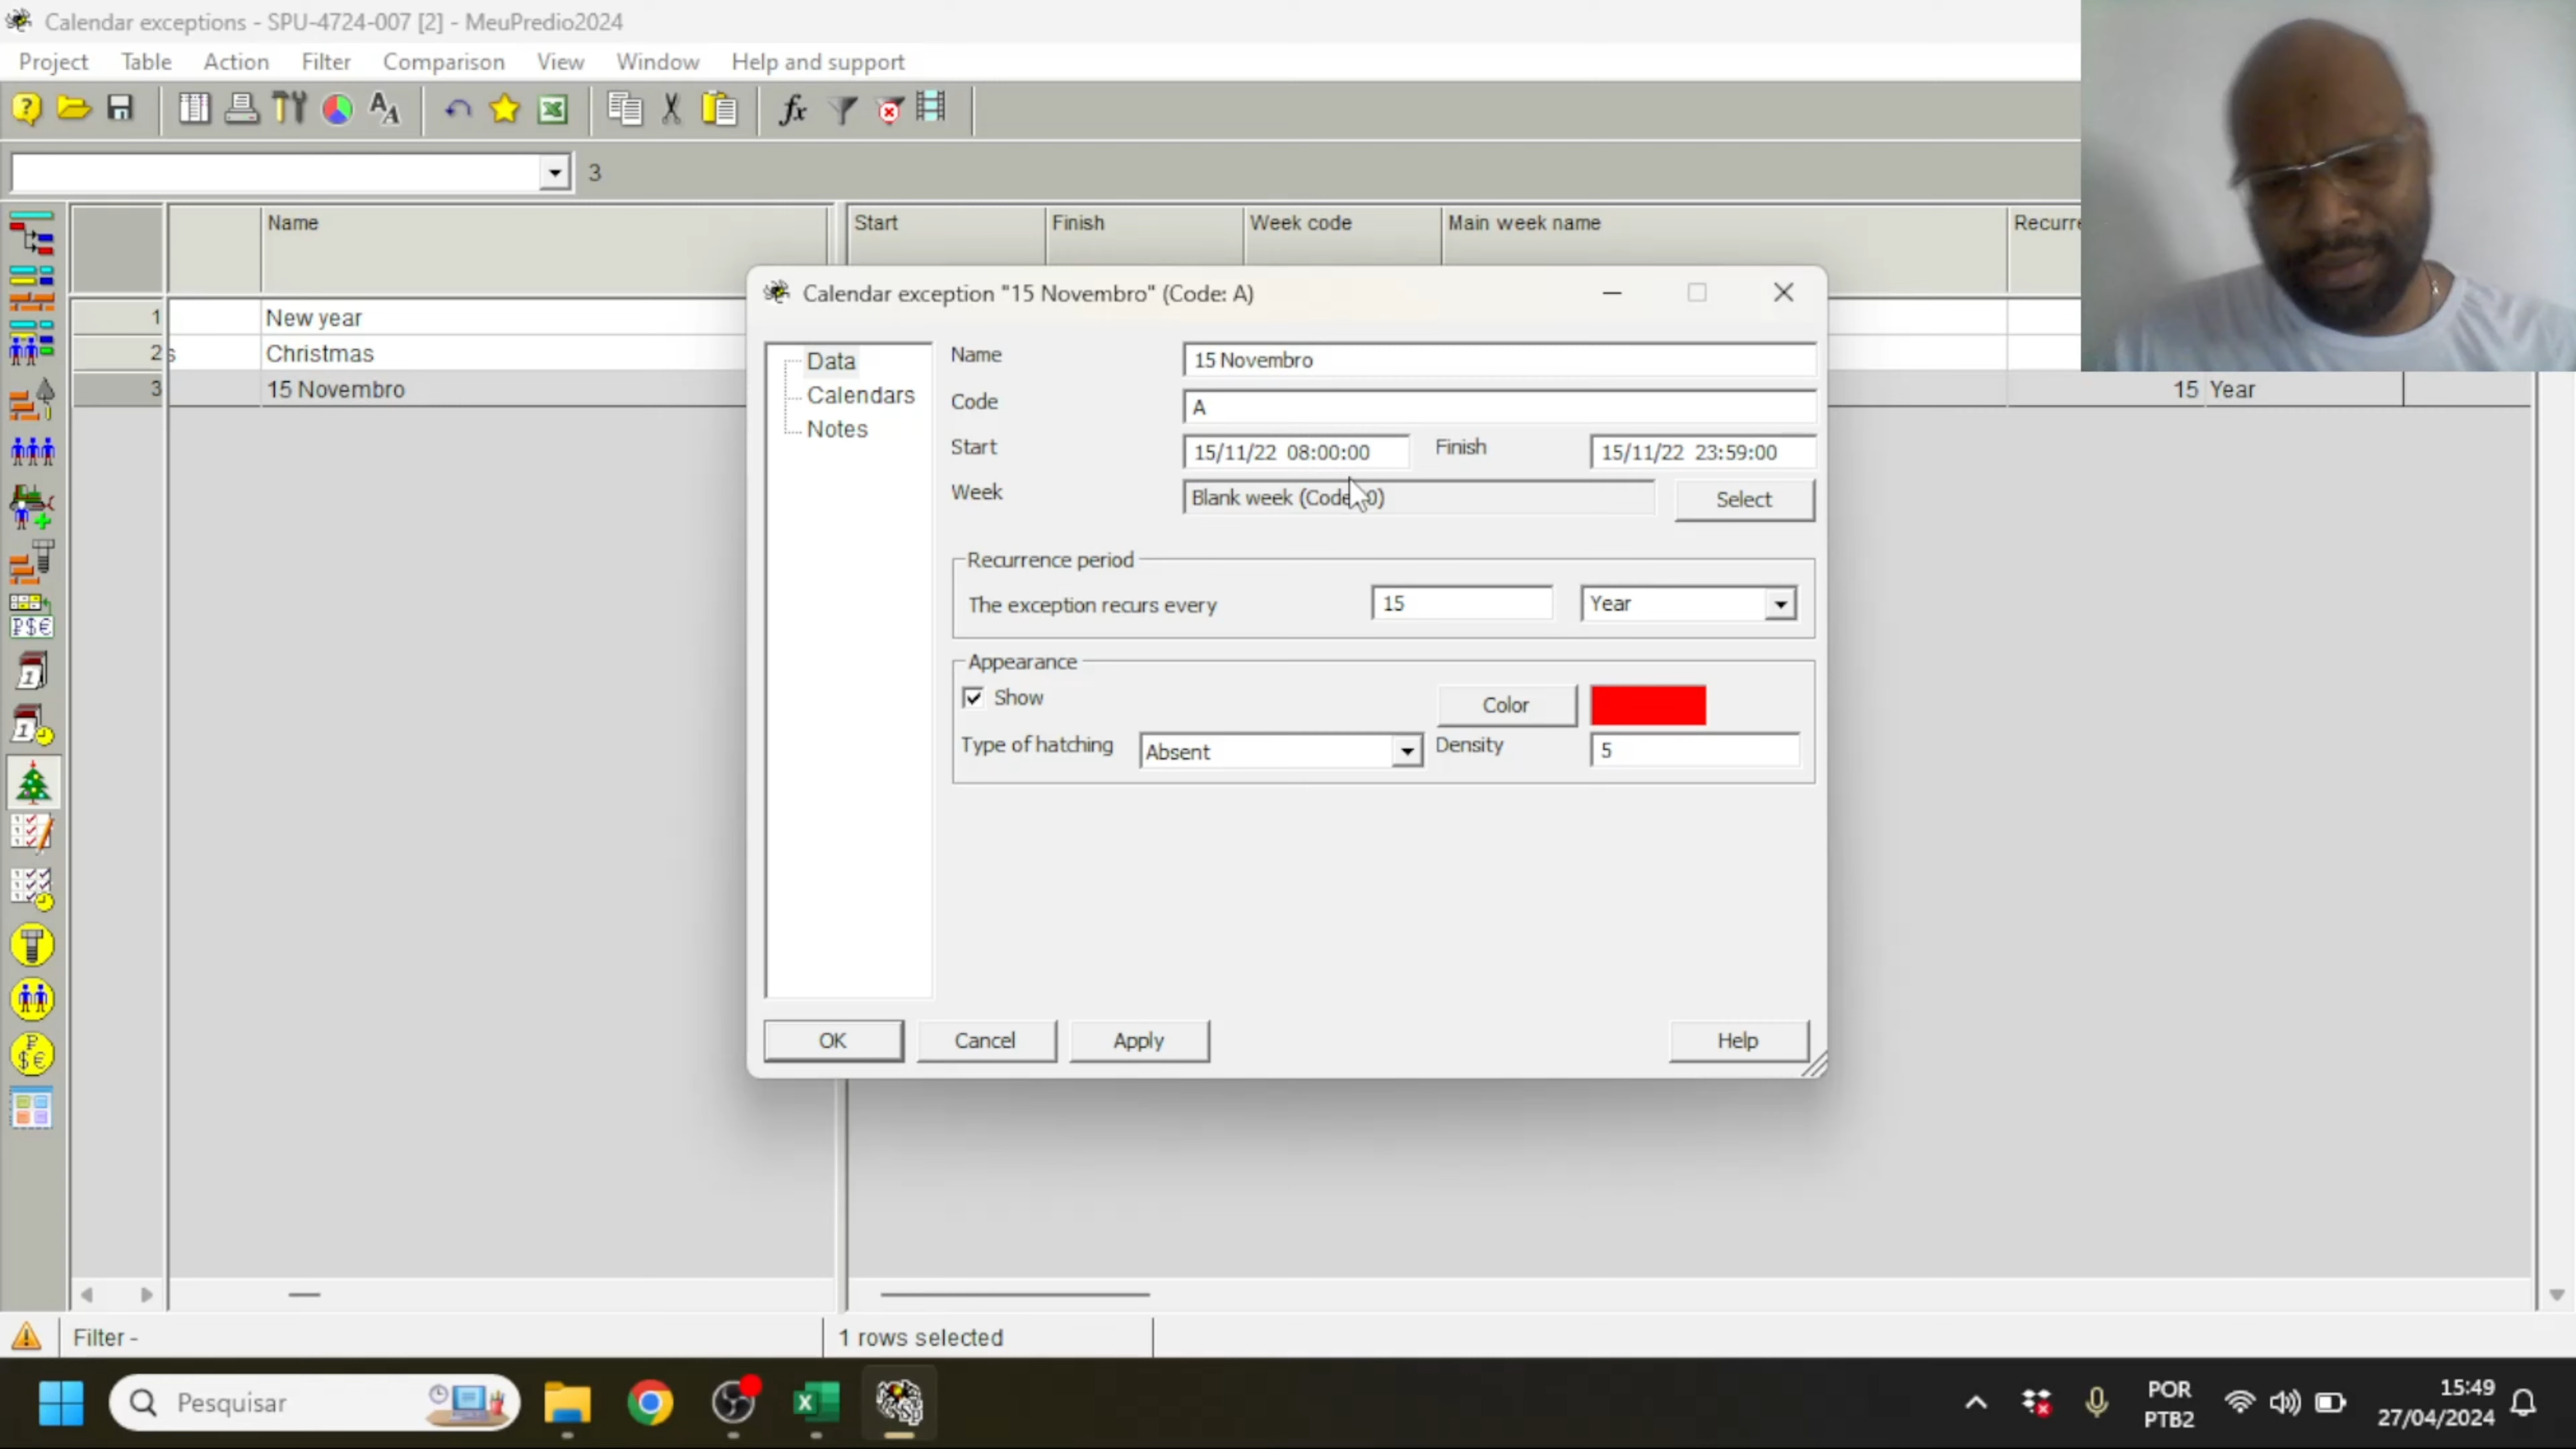 Calendar exceptions - SPU-4724-007 [2] - MeuPredio2024
Project Table Action Filter Comparison View Window Help and support
3
Name Start Finish Week code Main week name Recurre
1 New year
2 s Christmas
3 15 Novembro 15 Year
Calendar exception "15 Novembro" (Code: A)
Data
Calendars
Notes
Name 15 Novembro
Code A
Start 15/11/22 08:00:00 Finish 15/11/22 23:59:00
Week Blank week (Code 0) Select
Recurrence period
The exception recurs every 15 Year
Appearance
Show Color
Type of hatching Absent Density 5
OK Cancel Apply Help
Filter - 1 rows selected
Pesquisar
POR
PTB2
15:49
27/04/2024